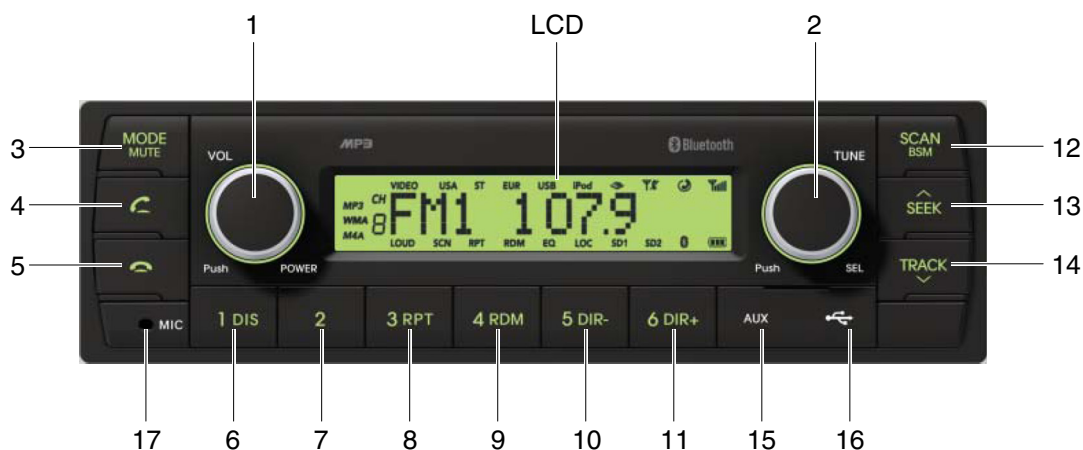 1 LCD 2
3 MODE MUTE VOL MP3 Bluetooth TUNE SCAN BSM 12
VIDEO USA ST EUR USB iPod
MP3 CH
4 WMA 8 FM1 107.9 SEEK 13
M4A
LOUD SCN RPT RDM EQ LOC SD1 SD2
5 Push POWER Push SEL TRACK 14
MIC 1 DIS 2 3 RPT 4 RDM 5 DIR- 6 DIR+ AUX
17 6 7 8 9 10 11 15 16